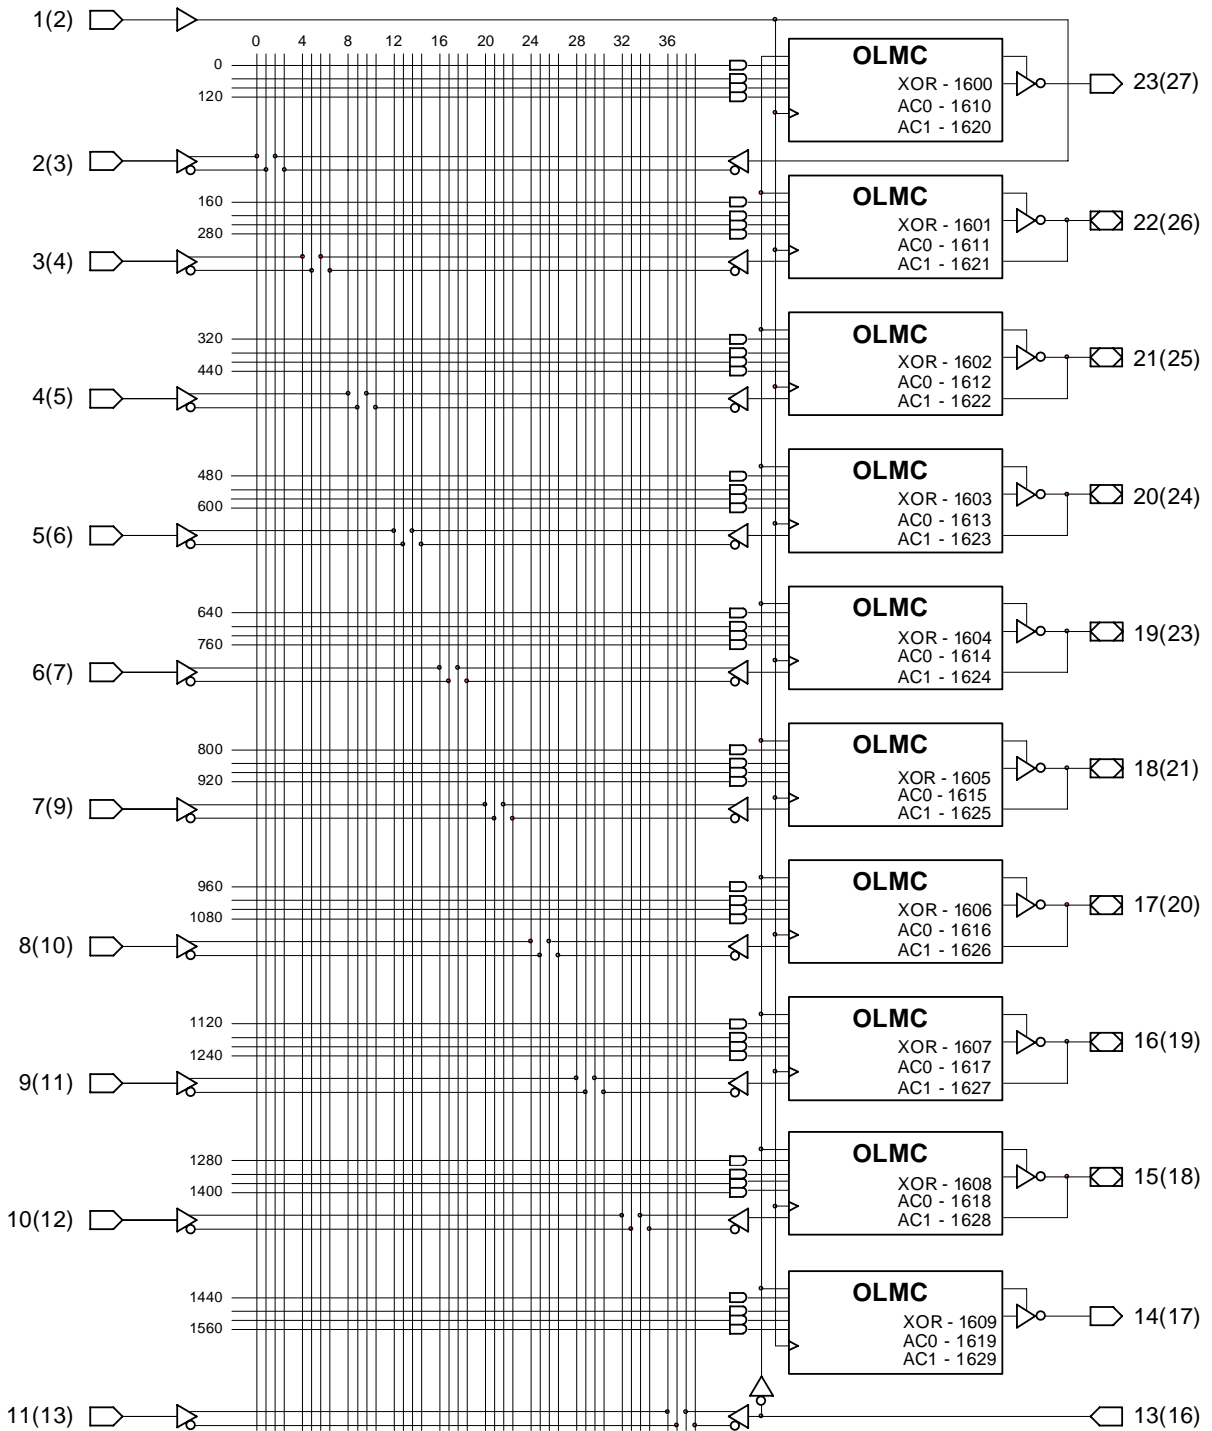 1(2)
0 4 8 12 16 20 24 28 32 36
OLMC
0
XOR - 1600
23(27)
120
AC0 - 1610
AC1 - 1620
2(3)
OLMC
160
XOR - 1601
22(26)
280
AC0 - 1611
3(4)
AC1 - 1621
OLMC
320
XOR - 1602
21(25)
440
AC0 - 1612
4(5)
AC1 - 1622
OLMC
480
XOR - 1603
20(24)
600
AC0 - 1613
5(6)
AC1 - 1623
OLMC
640
XOR - 1604
19(23)
760
AC0 - 1614
6(7)
AC1 - 1624
OLMC
800
XOR - 1605
18(21)
920
AC0 - 1615
7(9)
AC1 - 1625
OLMC
960
XOR - 1606
17(20)
1080
AC0 - 1616
8(10)
AC1 - 1626
OLMC
1120
XOR - 1607
16(19)
1240
AC0 - 1617
9(11)
AC1 - 1627
OLMC
1280
XOR - 1608
15(18)
1400
AC0 - 1618
10(12)
AC1 - 1628
OLMC
1440
XOR - 1609
14(17)
1560
AC0 - 1619
AC1 - 1629
11(13)
13(16)